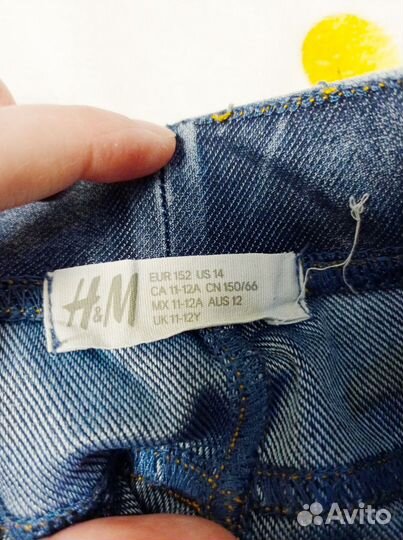 H&M
EUR 152 US 14
CA 11-12A CN 150/66
MX 11-12A AUS 12
UK 11-12Y
Avito